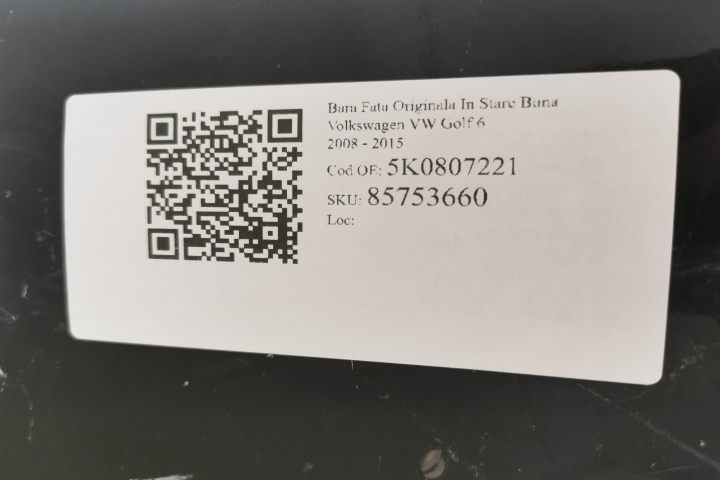 Bara Fata Originala In Stare Buna
Volkswagen VW Golf 6
2008 - 2015
Cod OE: 5K0807221
SKU: 85753660
Loc: